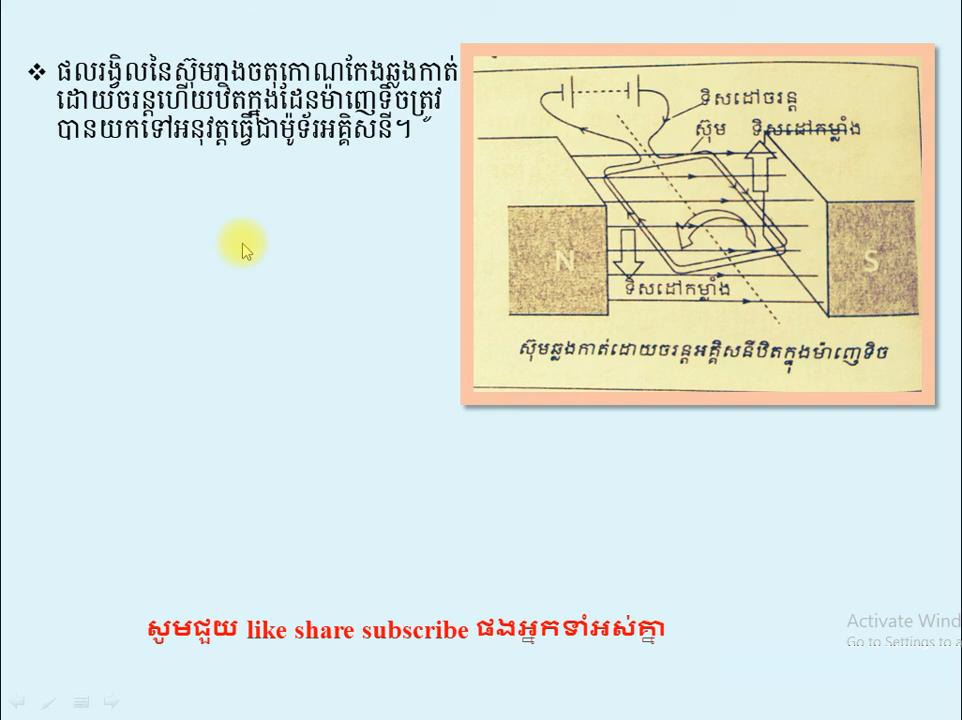 ❖ ផលរង្វិលនៃស៊ុមរាងចតុកោណកែងឆ្លងកាត់
ដោយចរន្តហើយឋិតក្នុងដែនម៉ាញេទិចត្រូវ
បានយកទៅអនុវត្តធ្វើជាម៉ូទ័រអគ្គិសនី។
ទិសដៅចរន្ត
ស៊ុម ទិសដៅកម្លាំង
N S
ទិសដៅកម្លាំង
ស៊ុមឆ្លងកាត់ដោយចរន្តអគ្គិសនីឋិតក្នុងម៉ាញេទិច
សូមជួយ like share subscribe ផងអ្នកទាំអស់គ្នា
Activate Wind
Go to Settings to a